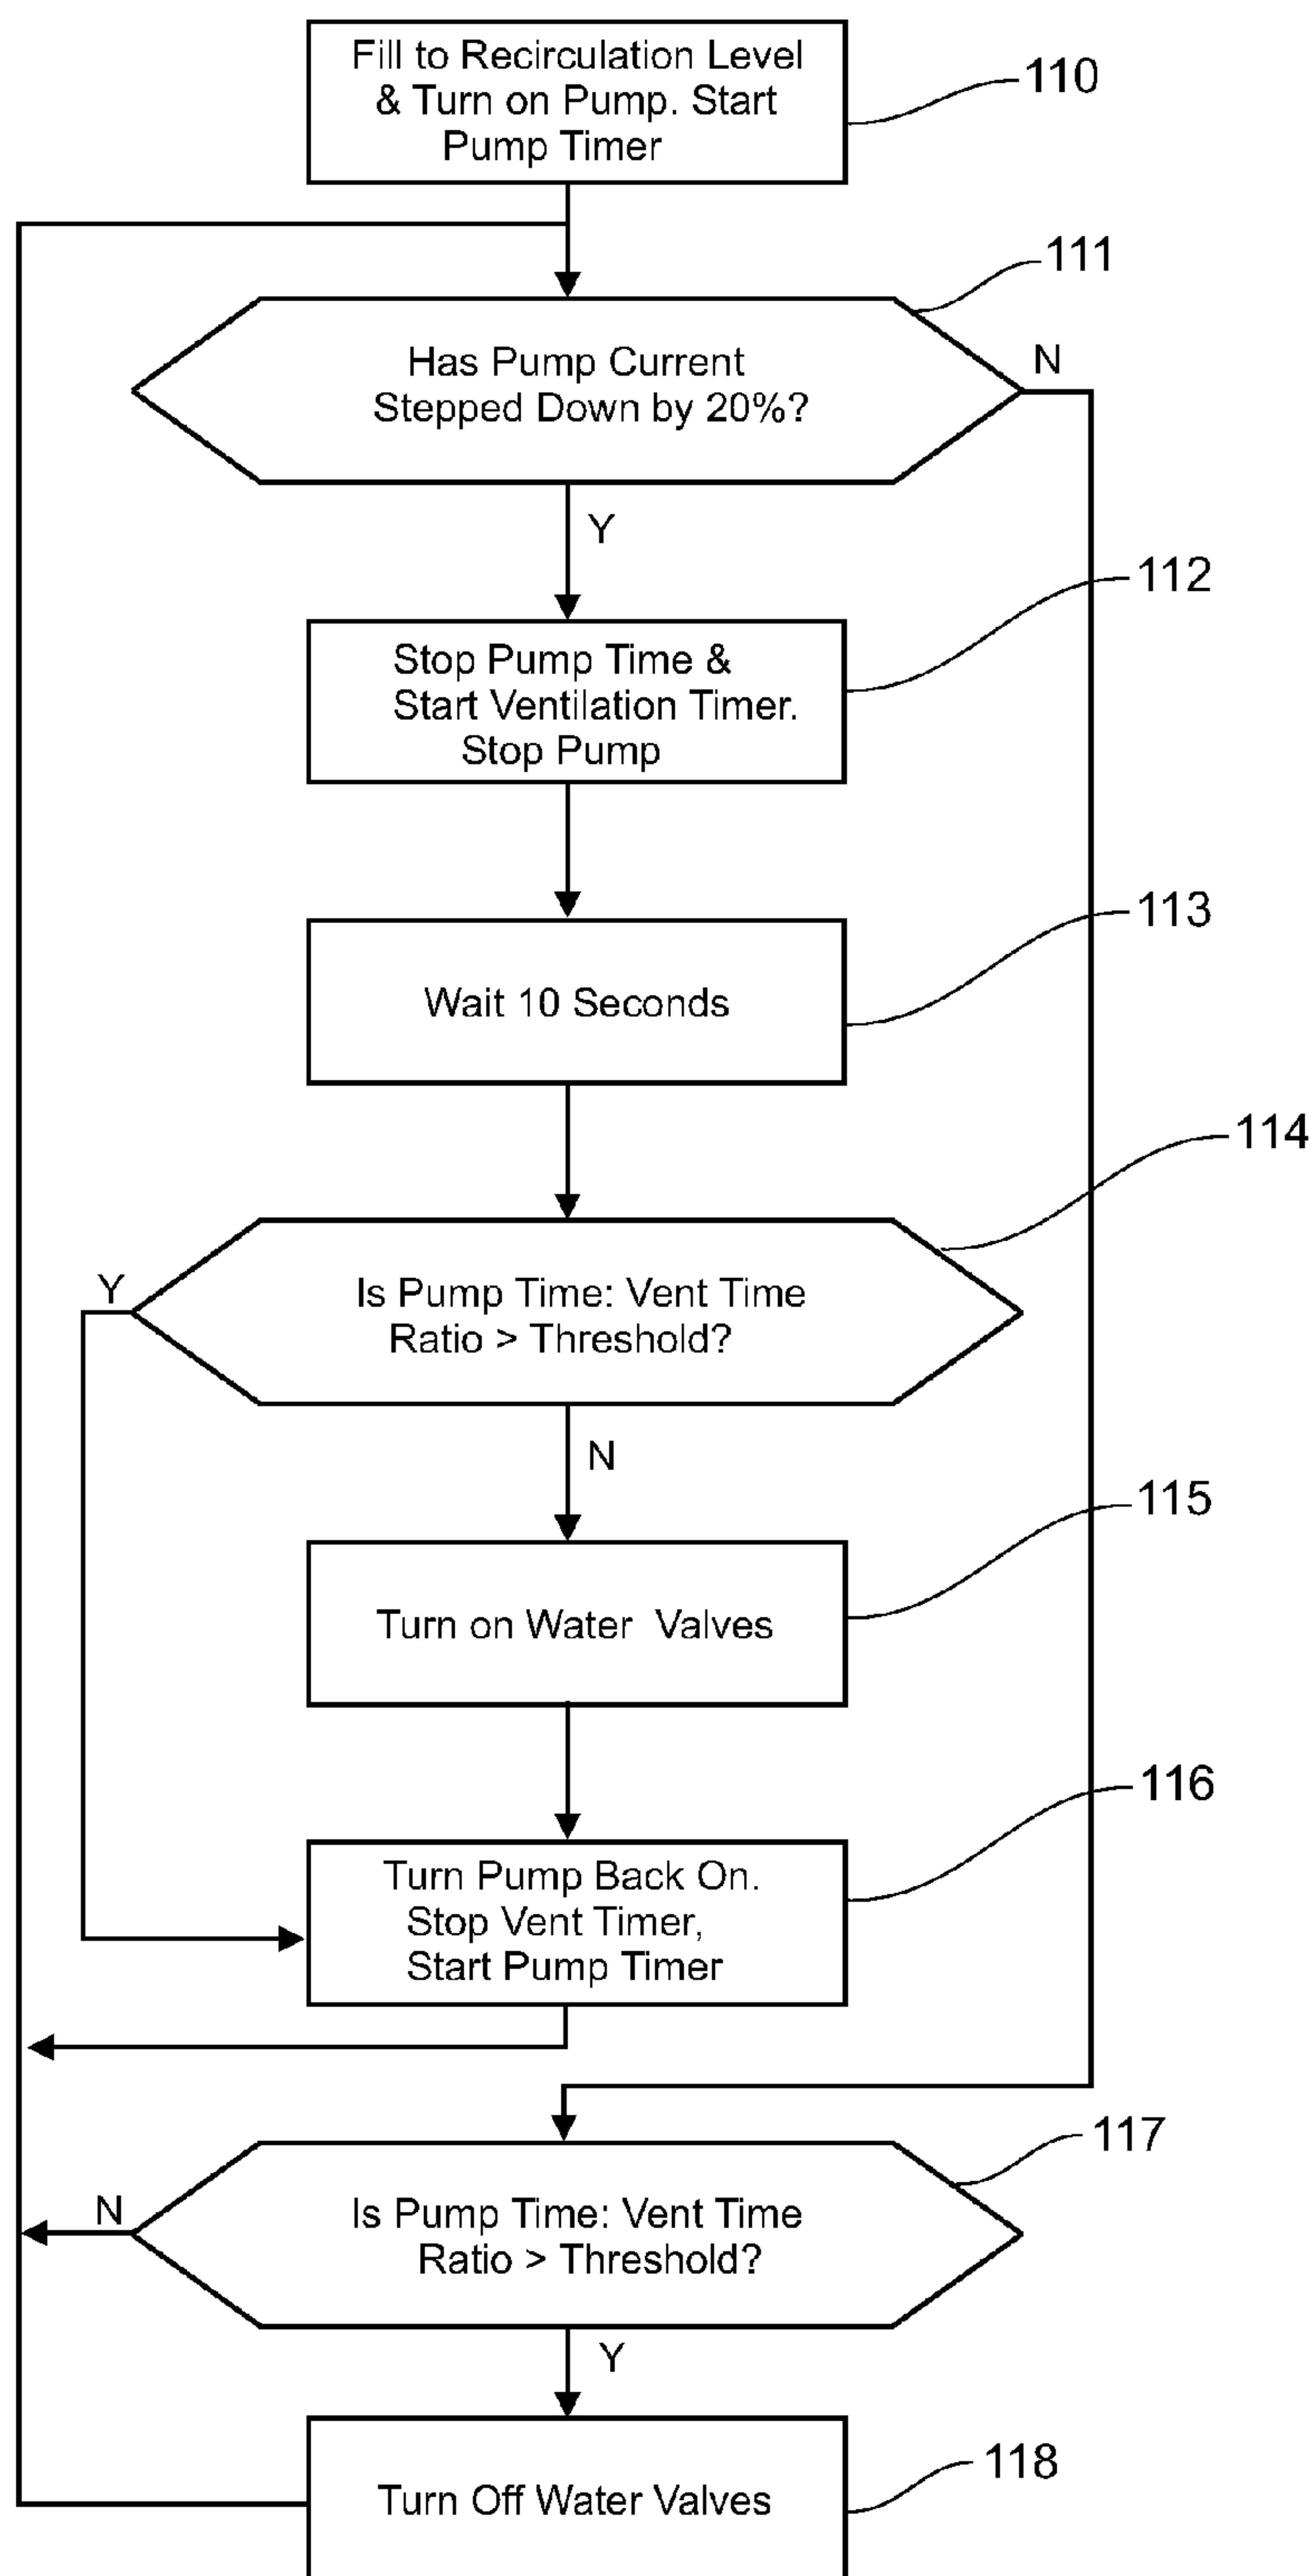 Fill to Recirculation Level
& Turn on Pump. Start
Pump Timer
110
111
Has Pump Current
Stepped Down by 20%?
N
Y
112
Stop Pump Time &
Start Ventilation Timer.
Stop Pump
113
Wait 10 Seconds
114
Y
Is Pump Time: Vent Time
Ratio > Threshold?
N
115
Turn on Water Valves
116
Turn Pump Back On.
Stop Vent Timer,
Start Pump Timer
117
N
Is Pump Time: Vent Time
Ratio > Threshold?
Y
118
Turn Off Water Valves